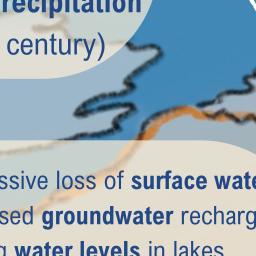 recipitation
century)
ssive loss of surface wate
sed groundwater recharg
g water levels in lakes